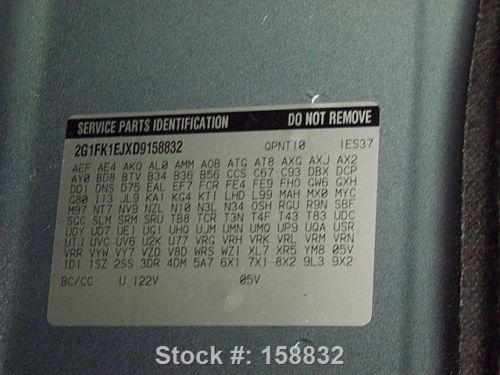 SERVICE PARTS IDENTIFICATION DO NOT REMOVE
2G1FK1EJXD9158832 QPNT10 1ES37
AEF AE4 AKO AL0 AMM AOB ATG AT8 AXG AXJ AX2
AY0 BD8 BTV B34 B36 B56 CCS C67 C93 DBX DCP
DD1 DNS D75 EAL EF7 FCR FE4 FE9 FHO GW6 GXH
G80 I13 JL9 KA1 KG4 KTI LHD L99 MAH MX0 MYC
M97 NT7 NV9 NZL N10 N3L N34 OSH RGU R9N SBF
SGC SLM SRM SRU TB8 TCR T3N T4F T43 T83 UDC
UDY UD7 UE1 UGI UHQ UJM UMN UMQ UP9 UQA USR
UTJ UVC UV6 U2K U77 VRG VRH VRK VRL VRM VRN
VRR VYW VY7 VZD V8D WRS WZI XL7 XR5 YM8 05V
1DI 1SZ 2SS 3DR 4DM 5A7 6X1 7X1 8X2 9L3 9X2
BC/CC U 122V 05V
Stock #: 158832